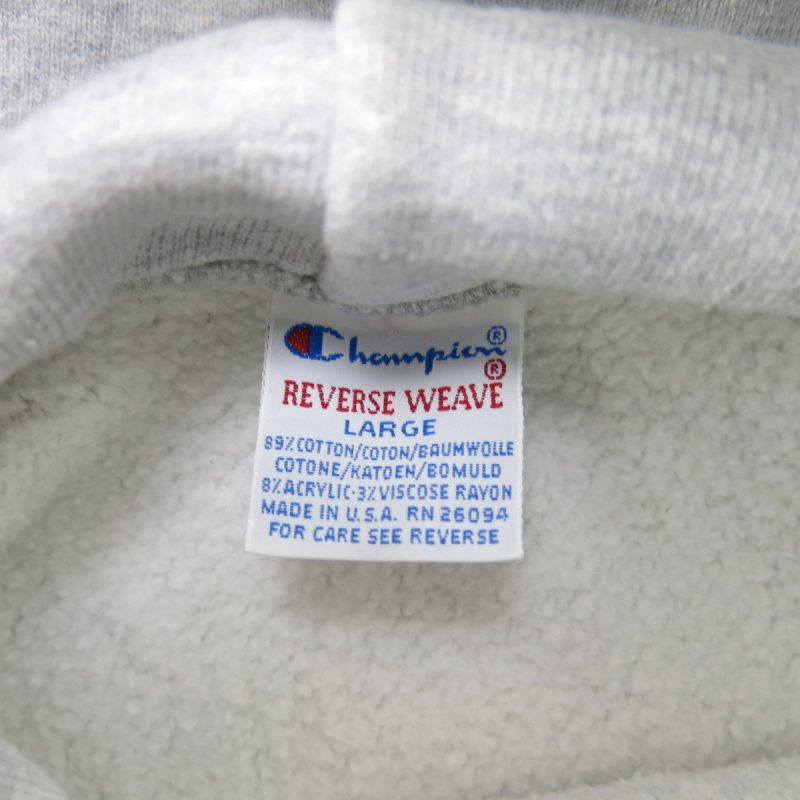 Champion®
REVERSE WEAVE®
LARGE
89% COTTON/COTON/BAUMWOLLE
COTONE/KATOEN/BOMULD
8% ACRYLIC·3% VISCOSE RAYON
MADE IN U.S.A. RN 26094
FOR CARE SEE REVERSE